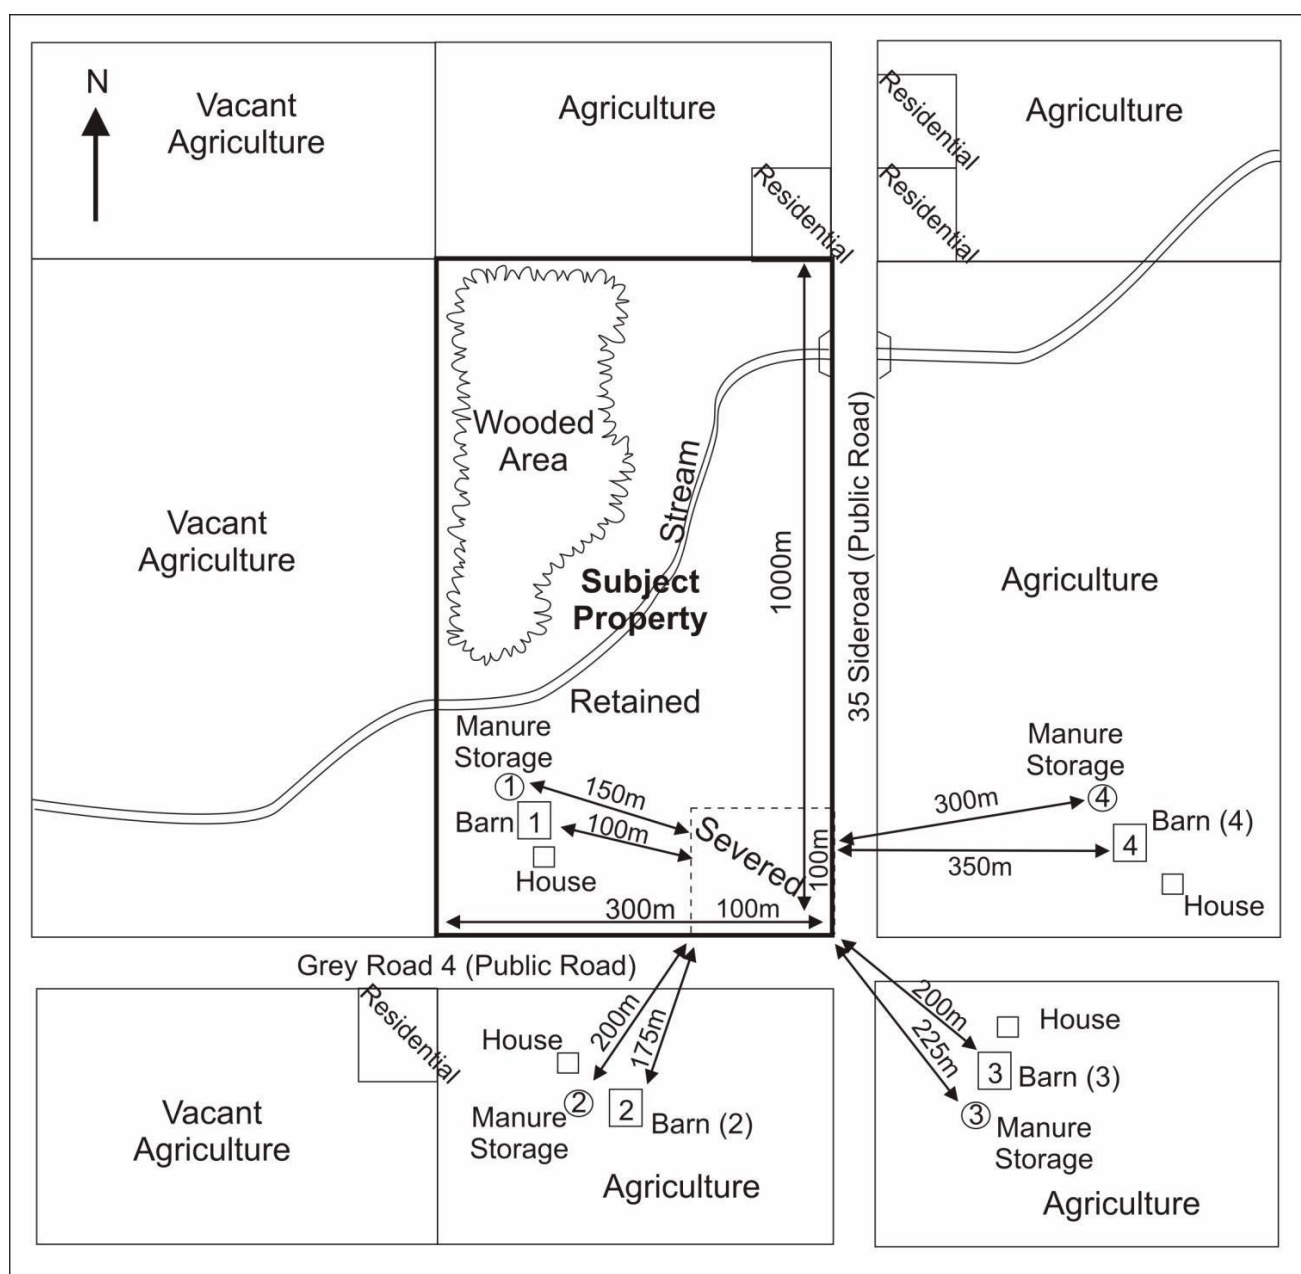 N
Vacant
Agriculture
Agriculture
Residential
Residential
Residential
Agriculture
Wooded
Area
Stream
Subject
Property
1000m
35 Sideroad (Public Road)
Vacant
Agriculture
Agriculture
Retained
Manure
Storage
1
150m
Barn 1
100m
House
Severed
100m
300m
100m
Manure
Storage
4
300m
Barn (4)
4
350m
House
Grey Road 4 (Public Road)
Residential
Vacant
Agriculture
House
200m
175m
2
Manure
Storage
2
Barn (2)
Agriculture
200m
225m
House
3
Barn (3)
3
Manure
Storage
Agriculture